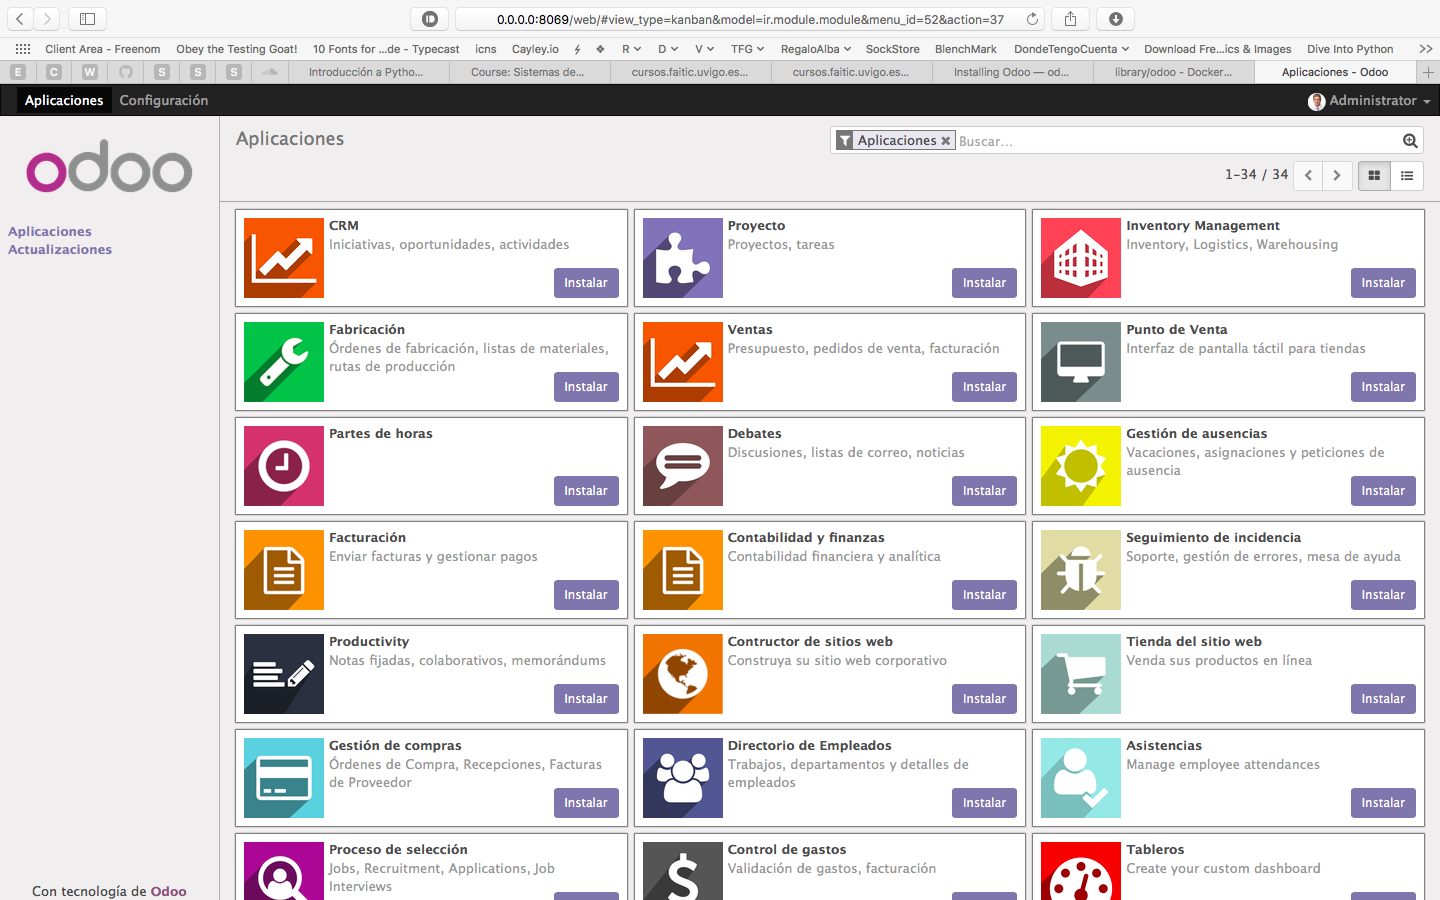 0.0.0.0:8069/web/#view_type=kanban&model=ir.module.module&menu_id=52&action=37
Client Area - Freenom Obey the Testing Goat! 10 Fonts for ...de - Typecast icns Cayley.io R D V TFG RegaloAlba SockStore BlenchMark DondeTengoCuenta Download Fre...ics & Images Dive Into Python
E C W S S S Introducción a Pytho... Course: Sistemas de... cursos.faitic.uvigo.es... cursos.faitic.uvigo.es... Installing Odoo — od... library/odoo - Docker... Aplicaciones - Odoo
Aplicaciones Configuración Administrator
odoo
Aplicaciones
Actualizaciones
Con tecnología de Odoo
Aplicaciones
Aplicaciones Buscar...
1-34 / 34
CRM
Iniciativas, oportunidades, actividades
Instalar
Proyecto
Proyectos, tareas
Instalar
Inventory Management
Inventory, Logistics, Warehousing
Instalar
Fabricación
Órdenes de fabricación, listas de materiales,
rutas de producción
Instalar
Ventas
Presupuesto, pedidos de venta, facturación
Instalar
Punto de Venta
Interfaz de pantalla táctil para tiendas
Instalar
Partes de horas
Instalar
Debates
Discusiones, listas de correo, noticias
Instalar
Gestión de ausencias
Vacaciones, asignaciones y peticiones de
ausencia
Instalar
Facturación
Enviar facturas y gestionar pagos
Instalar
Contabilidad y finanzas
Contabilidad financiera y analítica
Instalar
Seguimiento de incidencia
Soporte, gestión de errores, mesa de ayuda
Instalar
Productivity
Notas fijadas, colaborativos, memorándums
Instalar
Contructor de sitios web
Construya su sitio web corporativo
Instalar
Tienda del sitio web
Venda sus productos en línea
Instalar
Gestión de compras
Órdenes de Compra, Recepciones, Facturas
de Proveedor
Instalar
Directorio de Empleados
Trabajos, departamentos y detalles de
empleados
Instalar
Asistencias
Manage employee attendances
Instalar
Proceso de selección
Jobs, Recruitment, Applications, Job
Interviews
Control de gastos
Validación de gastos, facturación
Tableros
Create your custom dashboard